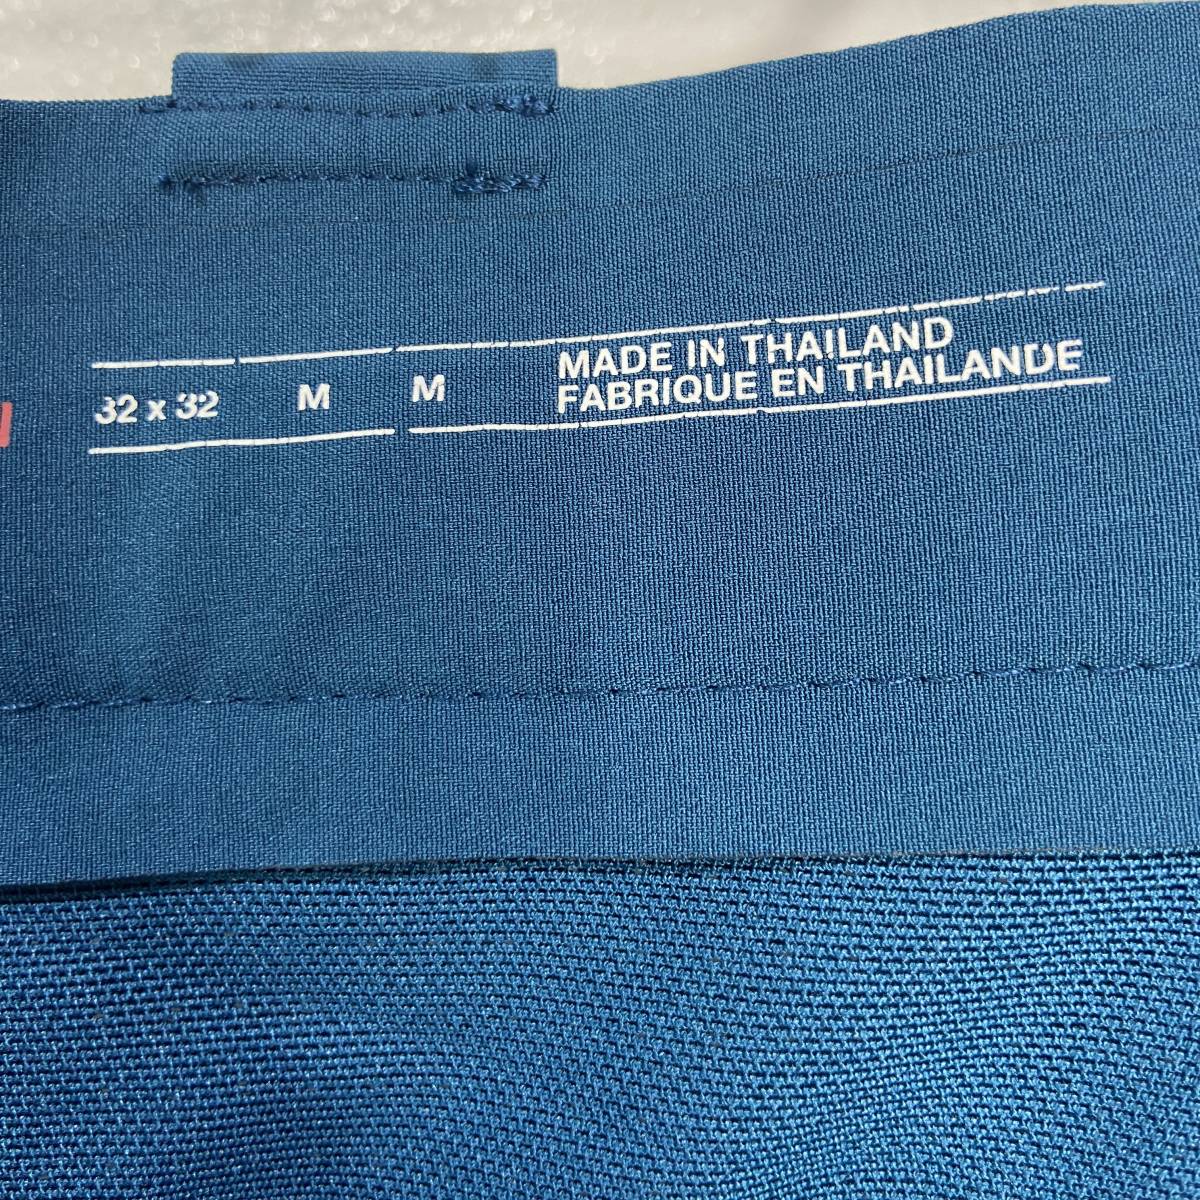 32 x 32 M M
MADE IN THAILAND
FABRIQUE EN THAILANDE